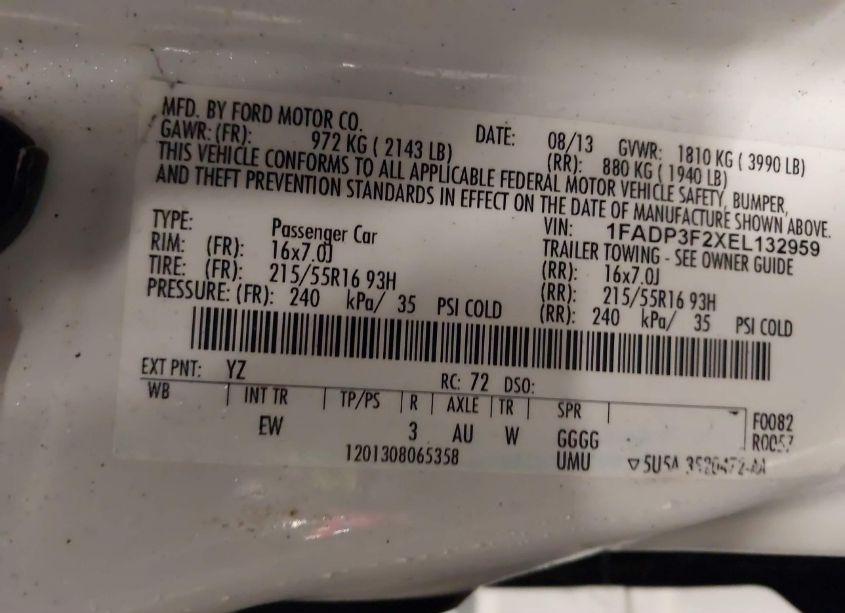 MFD. BY FORD MOTOR CO. DATE: 08/13 GVWR: 1810 KG ( 3990 LB)
GAWR: (FR): 972 KG ( 2143 LB) (RR): 880 KG ( 1940 LB)
THIS VEHICLE CONFORMS TO ALL APPLICABLE FEDERAL MOTOR VEHICLE SAFETY, BUMPER,
AND THEFT PREVENTION STANDARDS IN EFFECT ON THE DATE OF MANUFACTURE SHOWN ABOVE.
VIN: 1FADP3F2XEL132959
TYPE: Passenger Car TRAILER TOWING - SEE OWNER GUIDE
RIM: (FR): 16x7.0J (RR): 16x7.0J
TIRE: (FR): 215/55R16 93H (RR): 215/55R16 93H
PRESSURE: (FR): 240 kPa/ 35 PSI COLD (RR): 240 kPa/ 35 PSI COLD
EXT PNT: YZ RC: 72 DSO:
WB INT TR TP/PS R AXLE TR SPR F0082
EW 3 AU W GGGG
1201308065358 UMU 5U5A